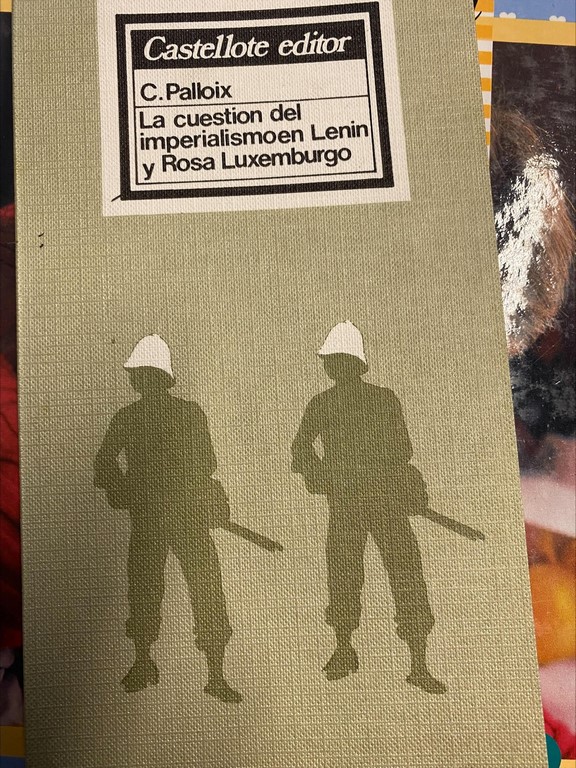 Castellote editor
C.Palloix
La cuestion del
imperialismoen Lenin
y Rosa Luxemburgo